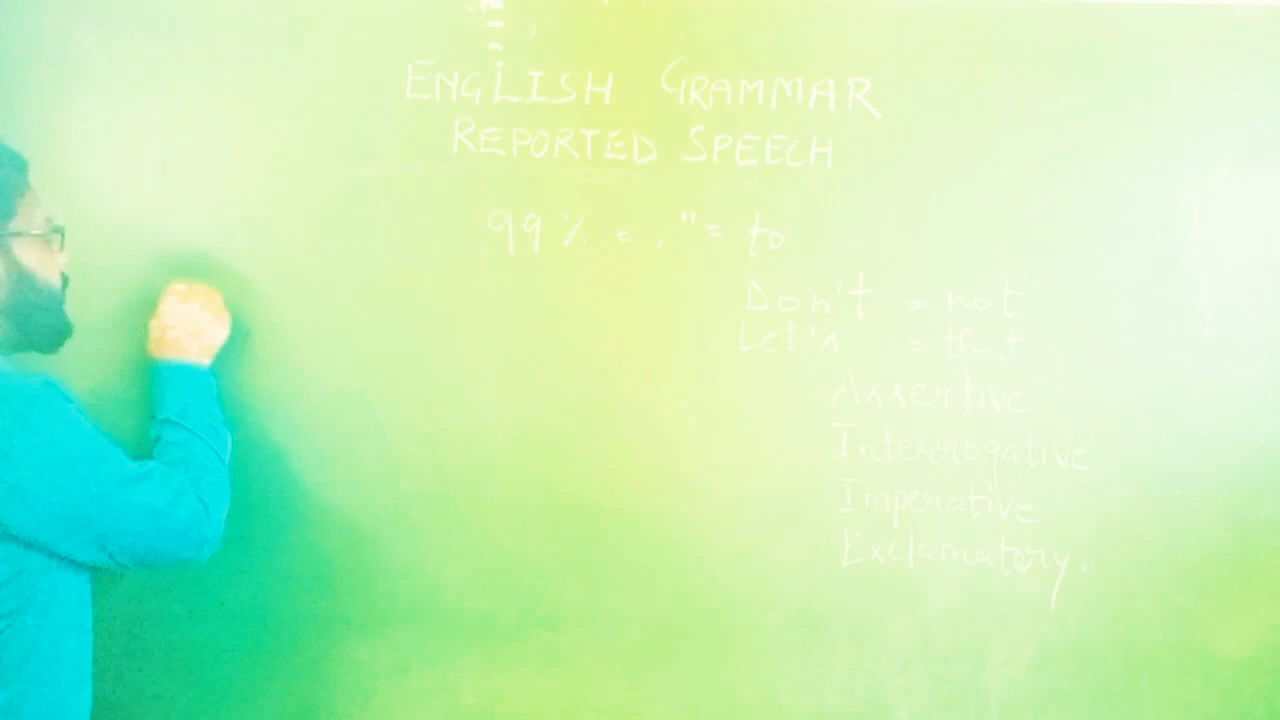 ENGLISH GRAMMAR
REPORTED SPEECH
99% = , " = to
Don't = not
Let's = that
Assertive
Interrogative
Imperative
Exclamatory.